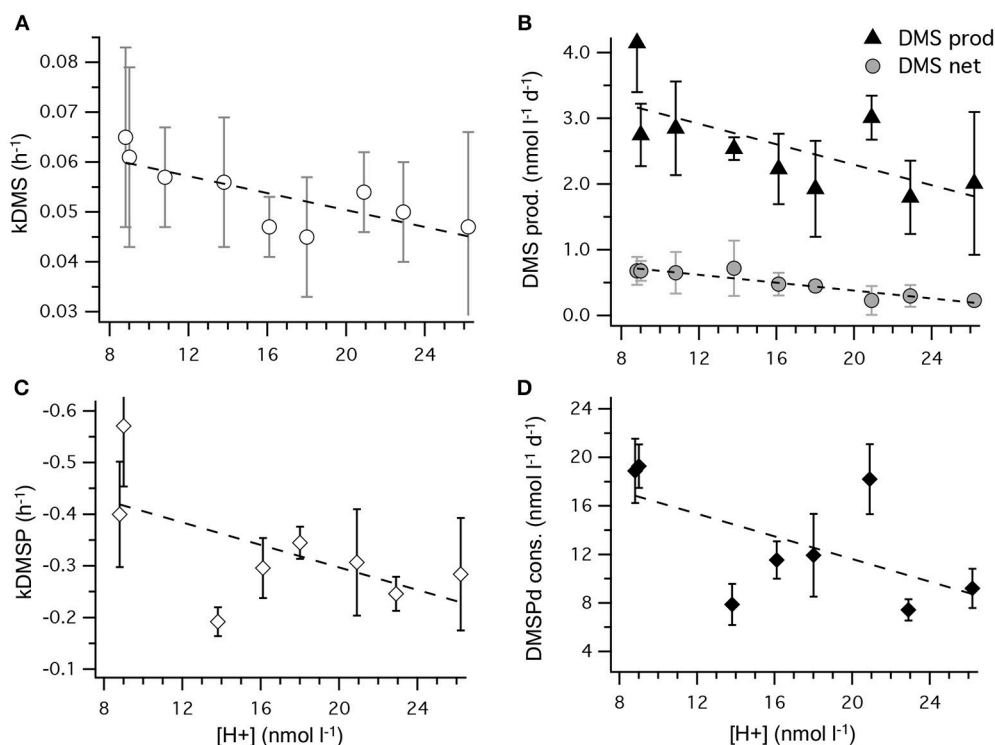 A
kDMS (h-1)
0.08
0.07
0.06
0.05
0.04
0.03
8 12 16 20 24
B
DMS prod. (nmol l-1 d-1)
DMS prod
DMS net
4.0
3.0
2.0
1.0
0.0
8 12 16 20 24
C
kDMSP (h-1)
-0.6
-0.5
-0.4
-0.3
-0.2
-0.1
8 12 16 20 24
[H+] (nmol l-1)
D
DMSPd cons. (nmol l-1 d-1)
24
20
16
12
8
4
8 12 16 20 24
[H+] (nmol l-1)